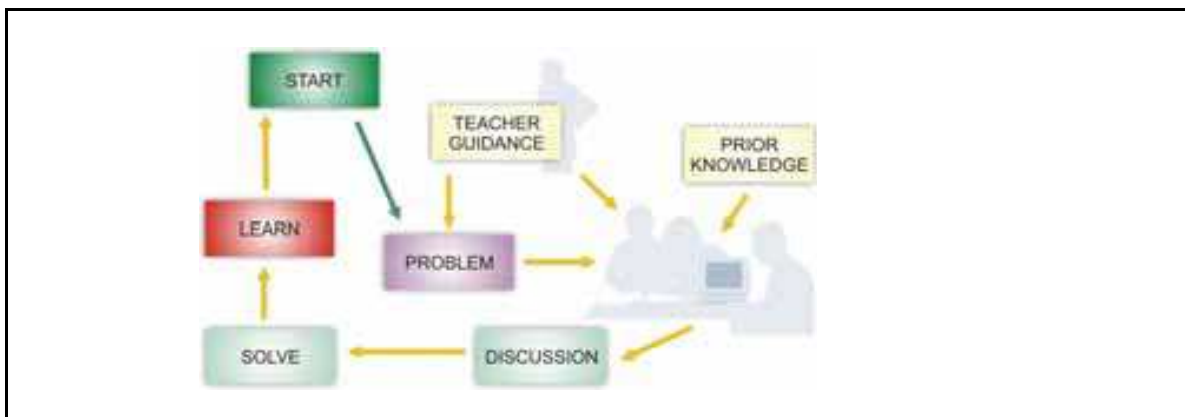 START
TEACHER
GUIDANCE
PRIOR
KNOWLEDGE
LEARN
PROBLEM
SOLVE
DISCUSSION